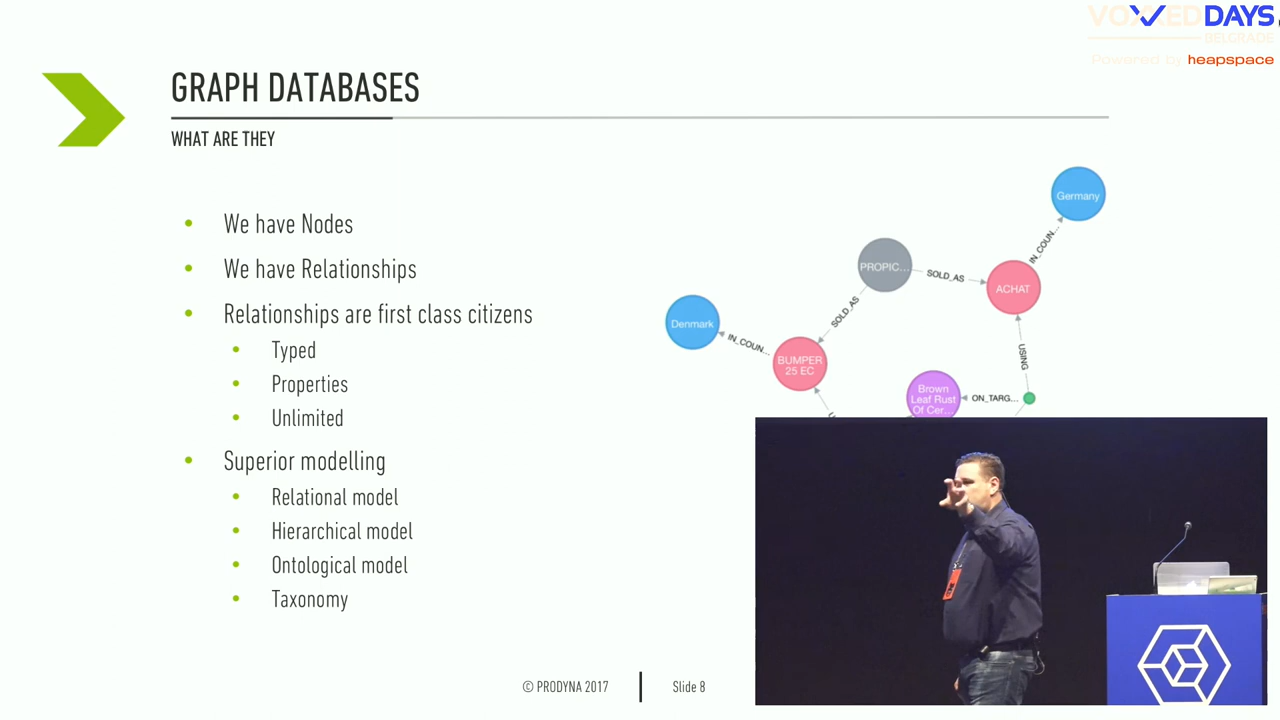 VOXXEDDAYS
BELGRADE
Powered by heapspace
GRAPH DATABASES
WHAT ARE THEY
We have Nodes
We have Relationships
Relationships are first class citizens
Typed
Properties
Unlimited
Superior modelling
Relational model
Hierarchical model
Ontological model
Taxonomy
Germany
PROPIC...
SOLD_AS
IN_COUN...
ACHAT
Denmark
IN_COUN...
SOLD_AS
BUMPER
25 EC
USING
Brown
Leaf Rust
Of Cer...
ON_TARG...
© PRODYNA 2017
Slide 8